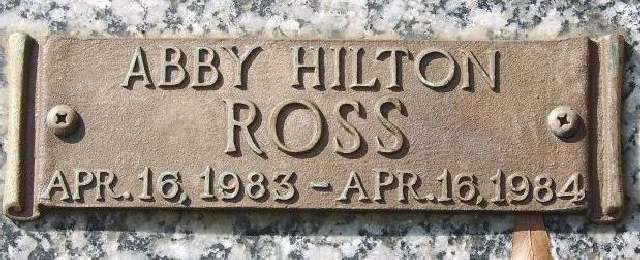 ABBY HILTON
ROSS
APR. 16, 1983 - APR. 16, 1984